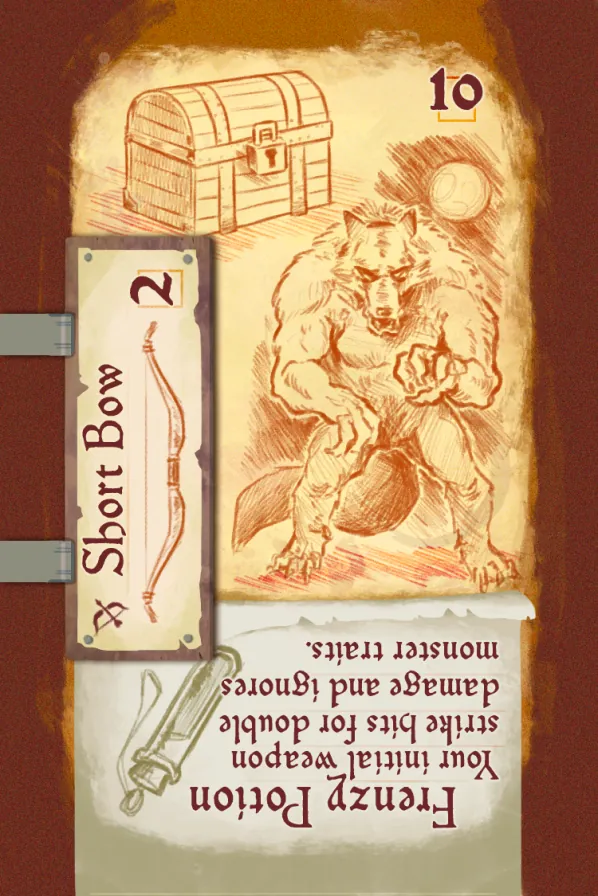 10
2
Short Bow
Frenzy Potion
Your initial weapon
strike hits for double
damage and ignores
monster traits.